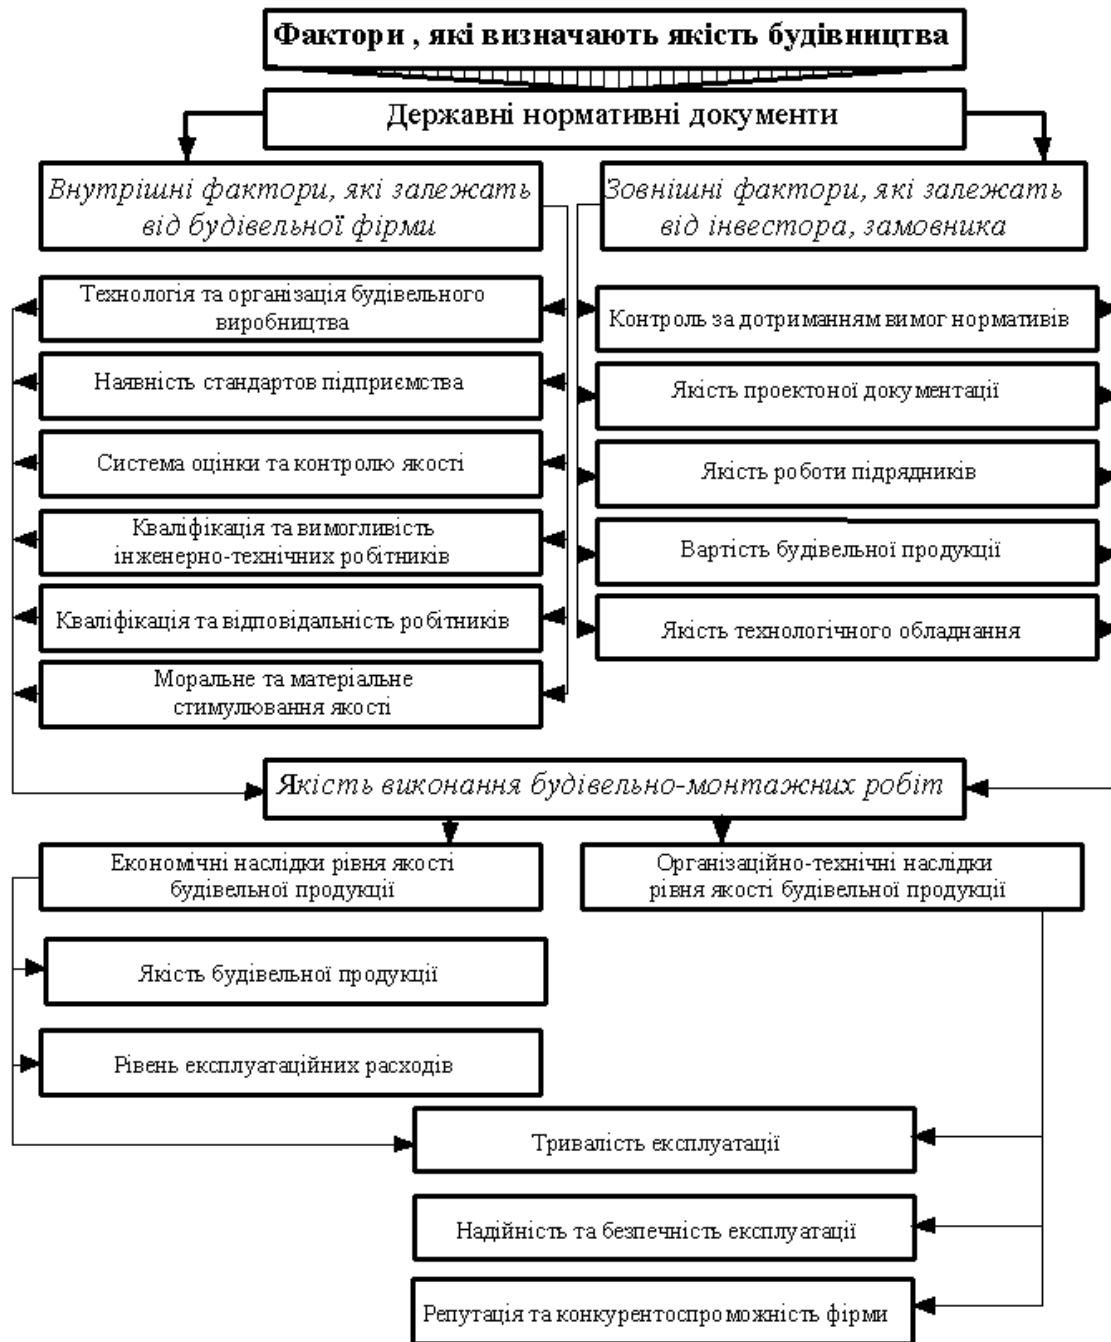 Фактори , які визначають якість будівництва
Державні нормативні документи
Внутрішні фактори, які залежать
від будівельної фірми
Зовнішні фактори, які залежать
від інвестора, замовника
Технологія та організація будівельного
виробництва
Наявність стандартов підприємства
Система оцінки та контролю якості
Кваліфікація та вимогливість
інженерно-технічних робітників
Кваліфікація та відповідальність робітників
Моральне та матеріальне
стимулювання якості
Контроль за дотриманням вимог нормативів
Якість проектоної документації
Якість роботи підрядників
Вартість будівельної продукції
Якість технологічного обладнання
Якість виконання будівельно-монтажних робіт
Економічні наслідки рівня якості
будівельної продукції
Організаційно-технічні наслідки
рівня якості будівельної продукції
Якість будівельної продукції
Рівень експлуатаційних расходів
Тривалість експлуатації
Надійність та безпечність експлуатації
Репутація та конкурентоспроможність фірми